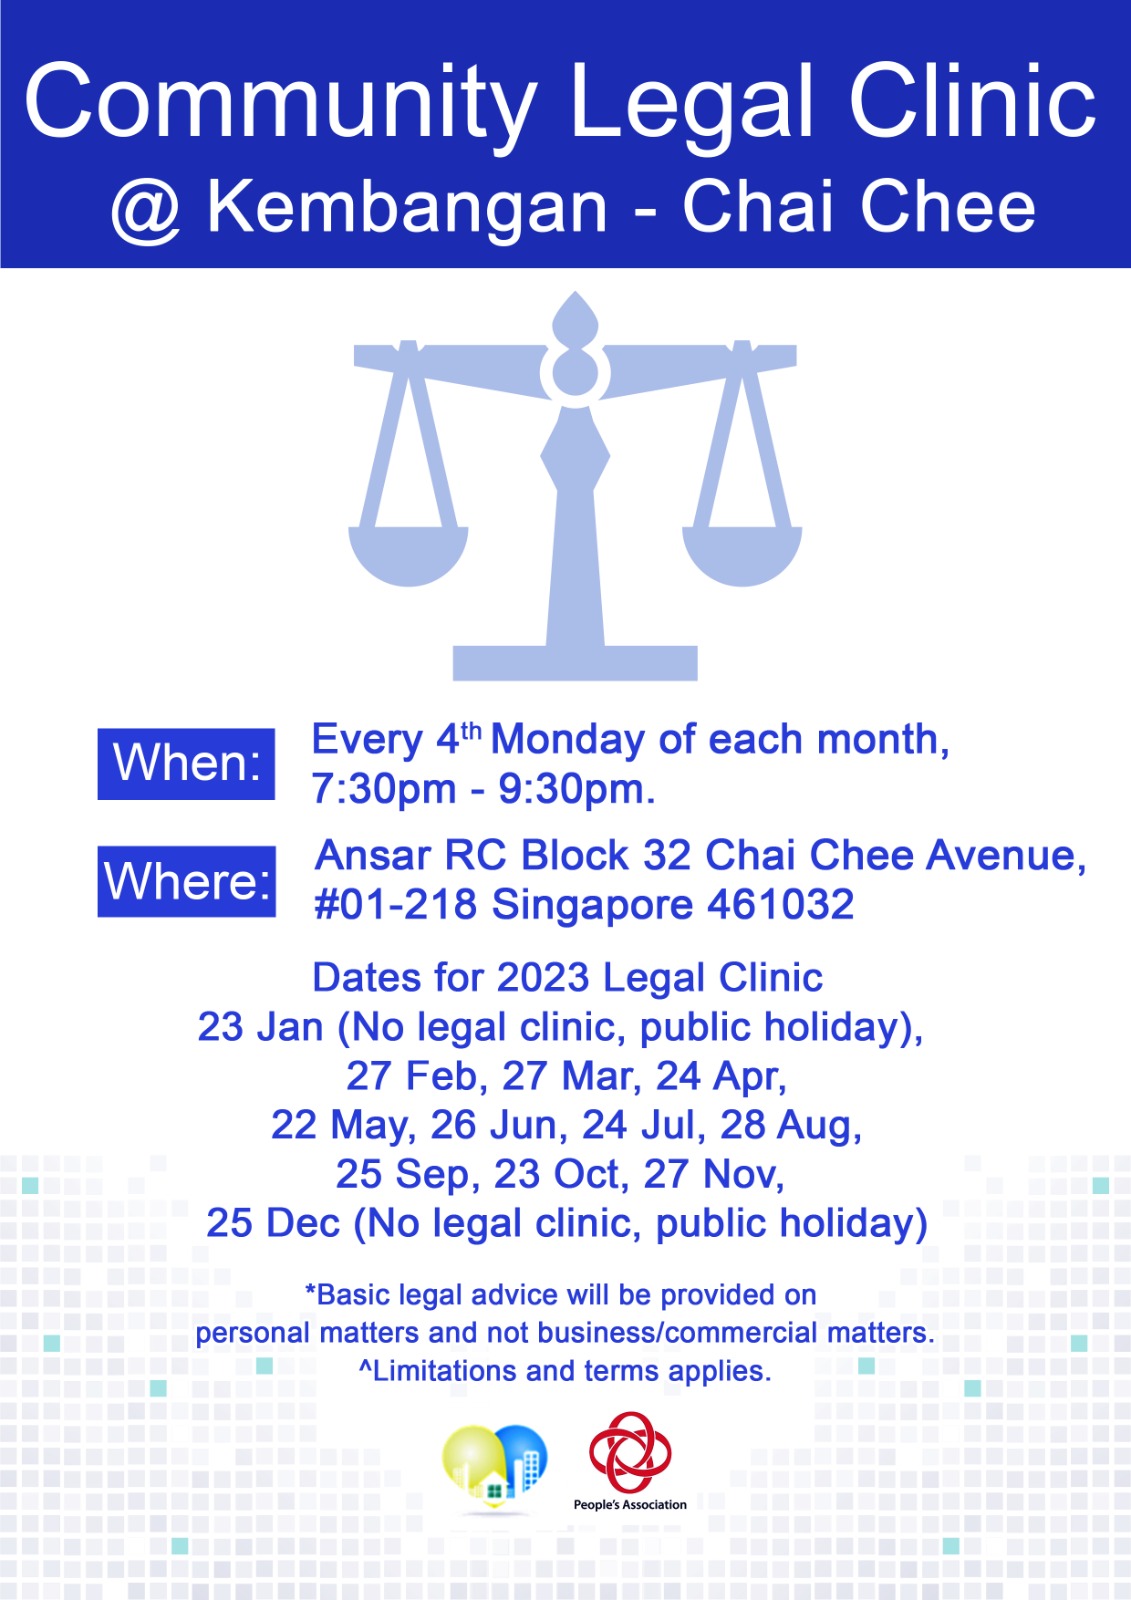 Community Legal Clinic
@ Kembangan - Chai Chee
When:
Every 4th Monday of each month,
7:30pm - 9:30pm.
Where:
Ansar RC Block 32 Chai Chee Avenue,
#01-218 Singapore 461032
Dates for 2023 Legal Clinic
23 Jan (No legal clinic, public holiday),
27 Feb, 27 Mar, 24 Apr,
22 May, 26 Jun, 24 Jul, 28 Aug,
25 Sep, 23 Oct, 27 Nov,
25 Dec (No legal clinic, public holiday)
*Basic legal advice will be provided on
personal matters and not business/commercial matters.
^Limitations and terms applies.
People's Association